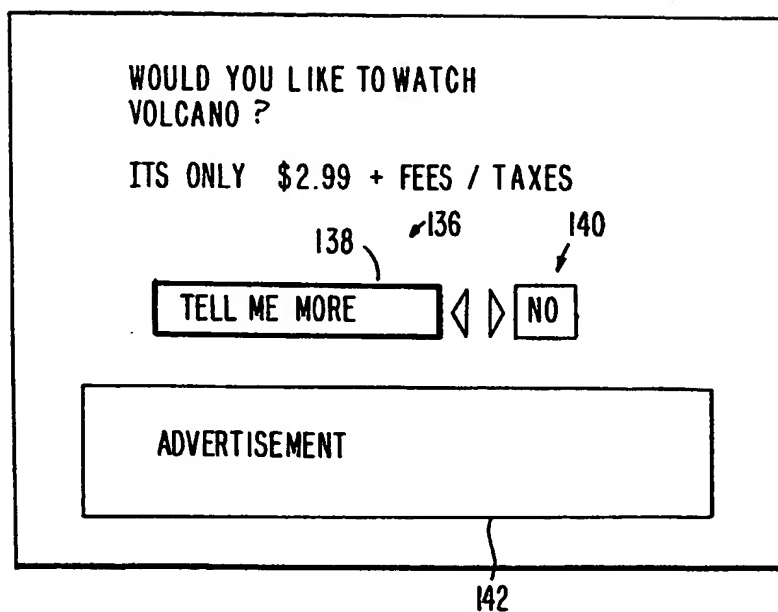 WOULD YOU LIKE TO WATCH
VOLCANO ?
ITS ONLY $2.99 + FEES / TAXES
138 136 140
TELL ME MORE NO
ADVERTISEMENT
142